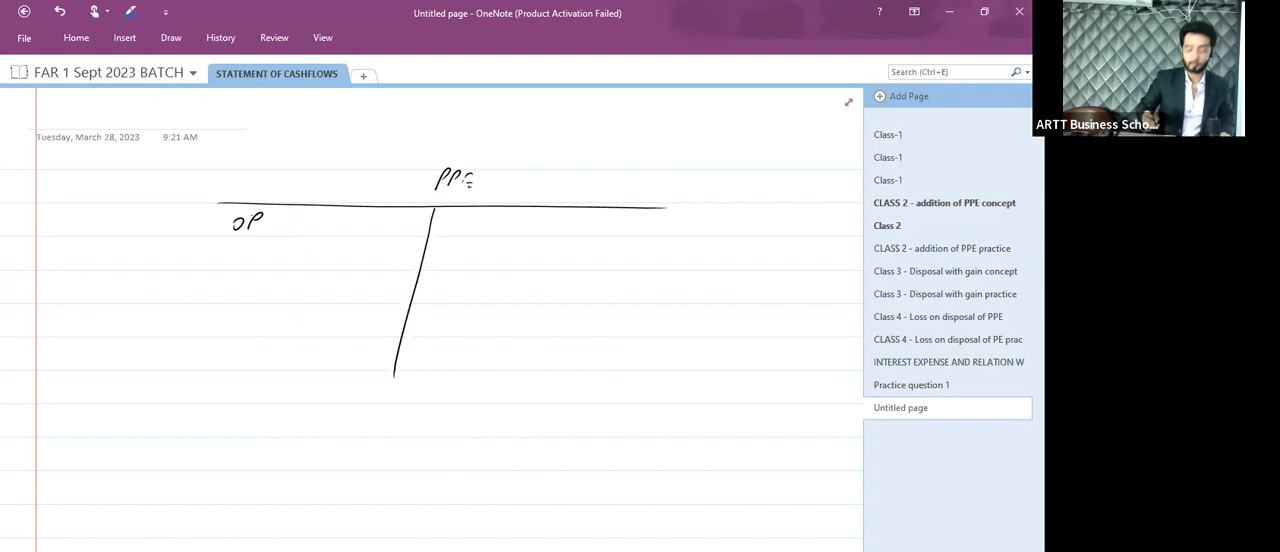 Untitled page - OneNote (Product Activation Failed)
?
File Home Insert Draw History Review View
FAR 1 Sept 2023 BATCH STATEMENT OF CASHFLOWS
Search (Ctrl+E)
Add Page
Tuesday, March 28, 2023 9:21 AM
PPE
OP
Class-1
Class-1
Class-1
CLASS 2 - addition of PPE concept
Class 2
CLASS 2 - addition of PPE practice
Class 3 - Disposal with gain concept
Class 3 - Disposal with gain practice
Class 4 - Loss on disposal of PPE
CLASS 4 - Loss on disposal of PE prac
INTEREST EXPENSE AND RELATION W
Practice question 1
Untitled page
ARTT Business Scho...